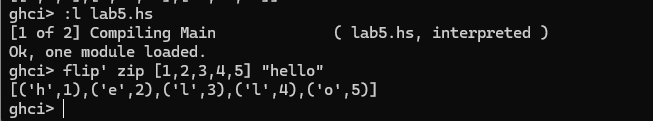 ghci> :l lab5.hs
[1 of 2] Compiling Main             ( lab5.hs, interpreted )
Ok, one module loaded.
ghci> flip' zip [1,2,3,4,5] "hello"
[('h',1),('e',2),('l',3),('l',4),('o',5)]
ghci>